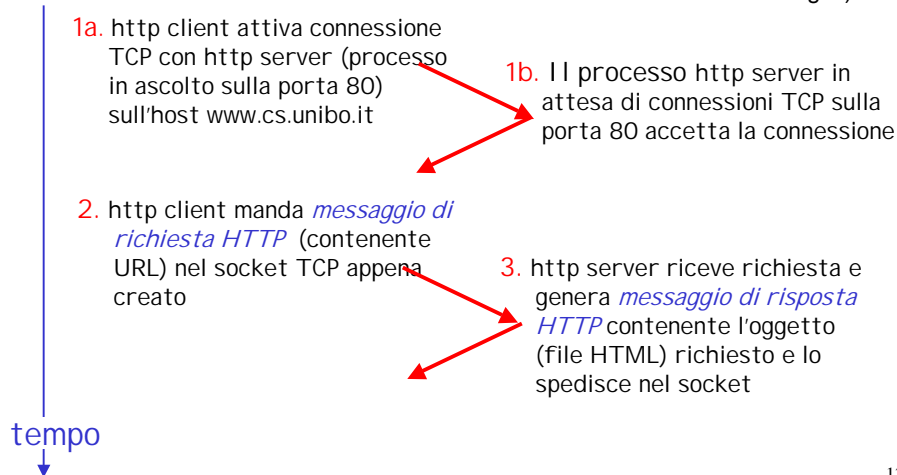 1a. http client attiva connessione
TCP con http server (processo
in ascolto sulla porta 80)
sull'host www.cs.unibo.it
1b. Il processo http server in
attesa di connessioni TCP sulla
porta 80 accetta la connessione
2. http client manda messaggio di
richiesta HTTP (contenente
URL) nel socket TCP appena
creato
3. http server riceve richiesta e
genera messaggio di risposta
HTTP contenente l'oggetto
(file HTML) richiesto e lo
spedisce nel socket
tempo